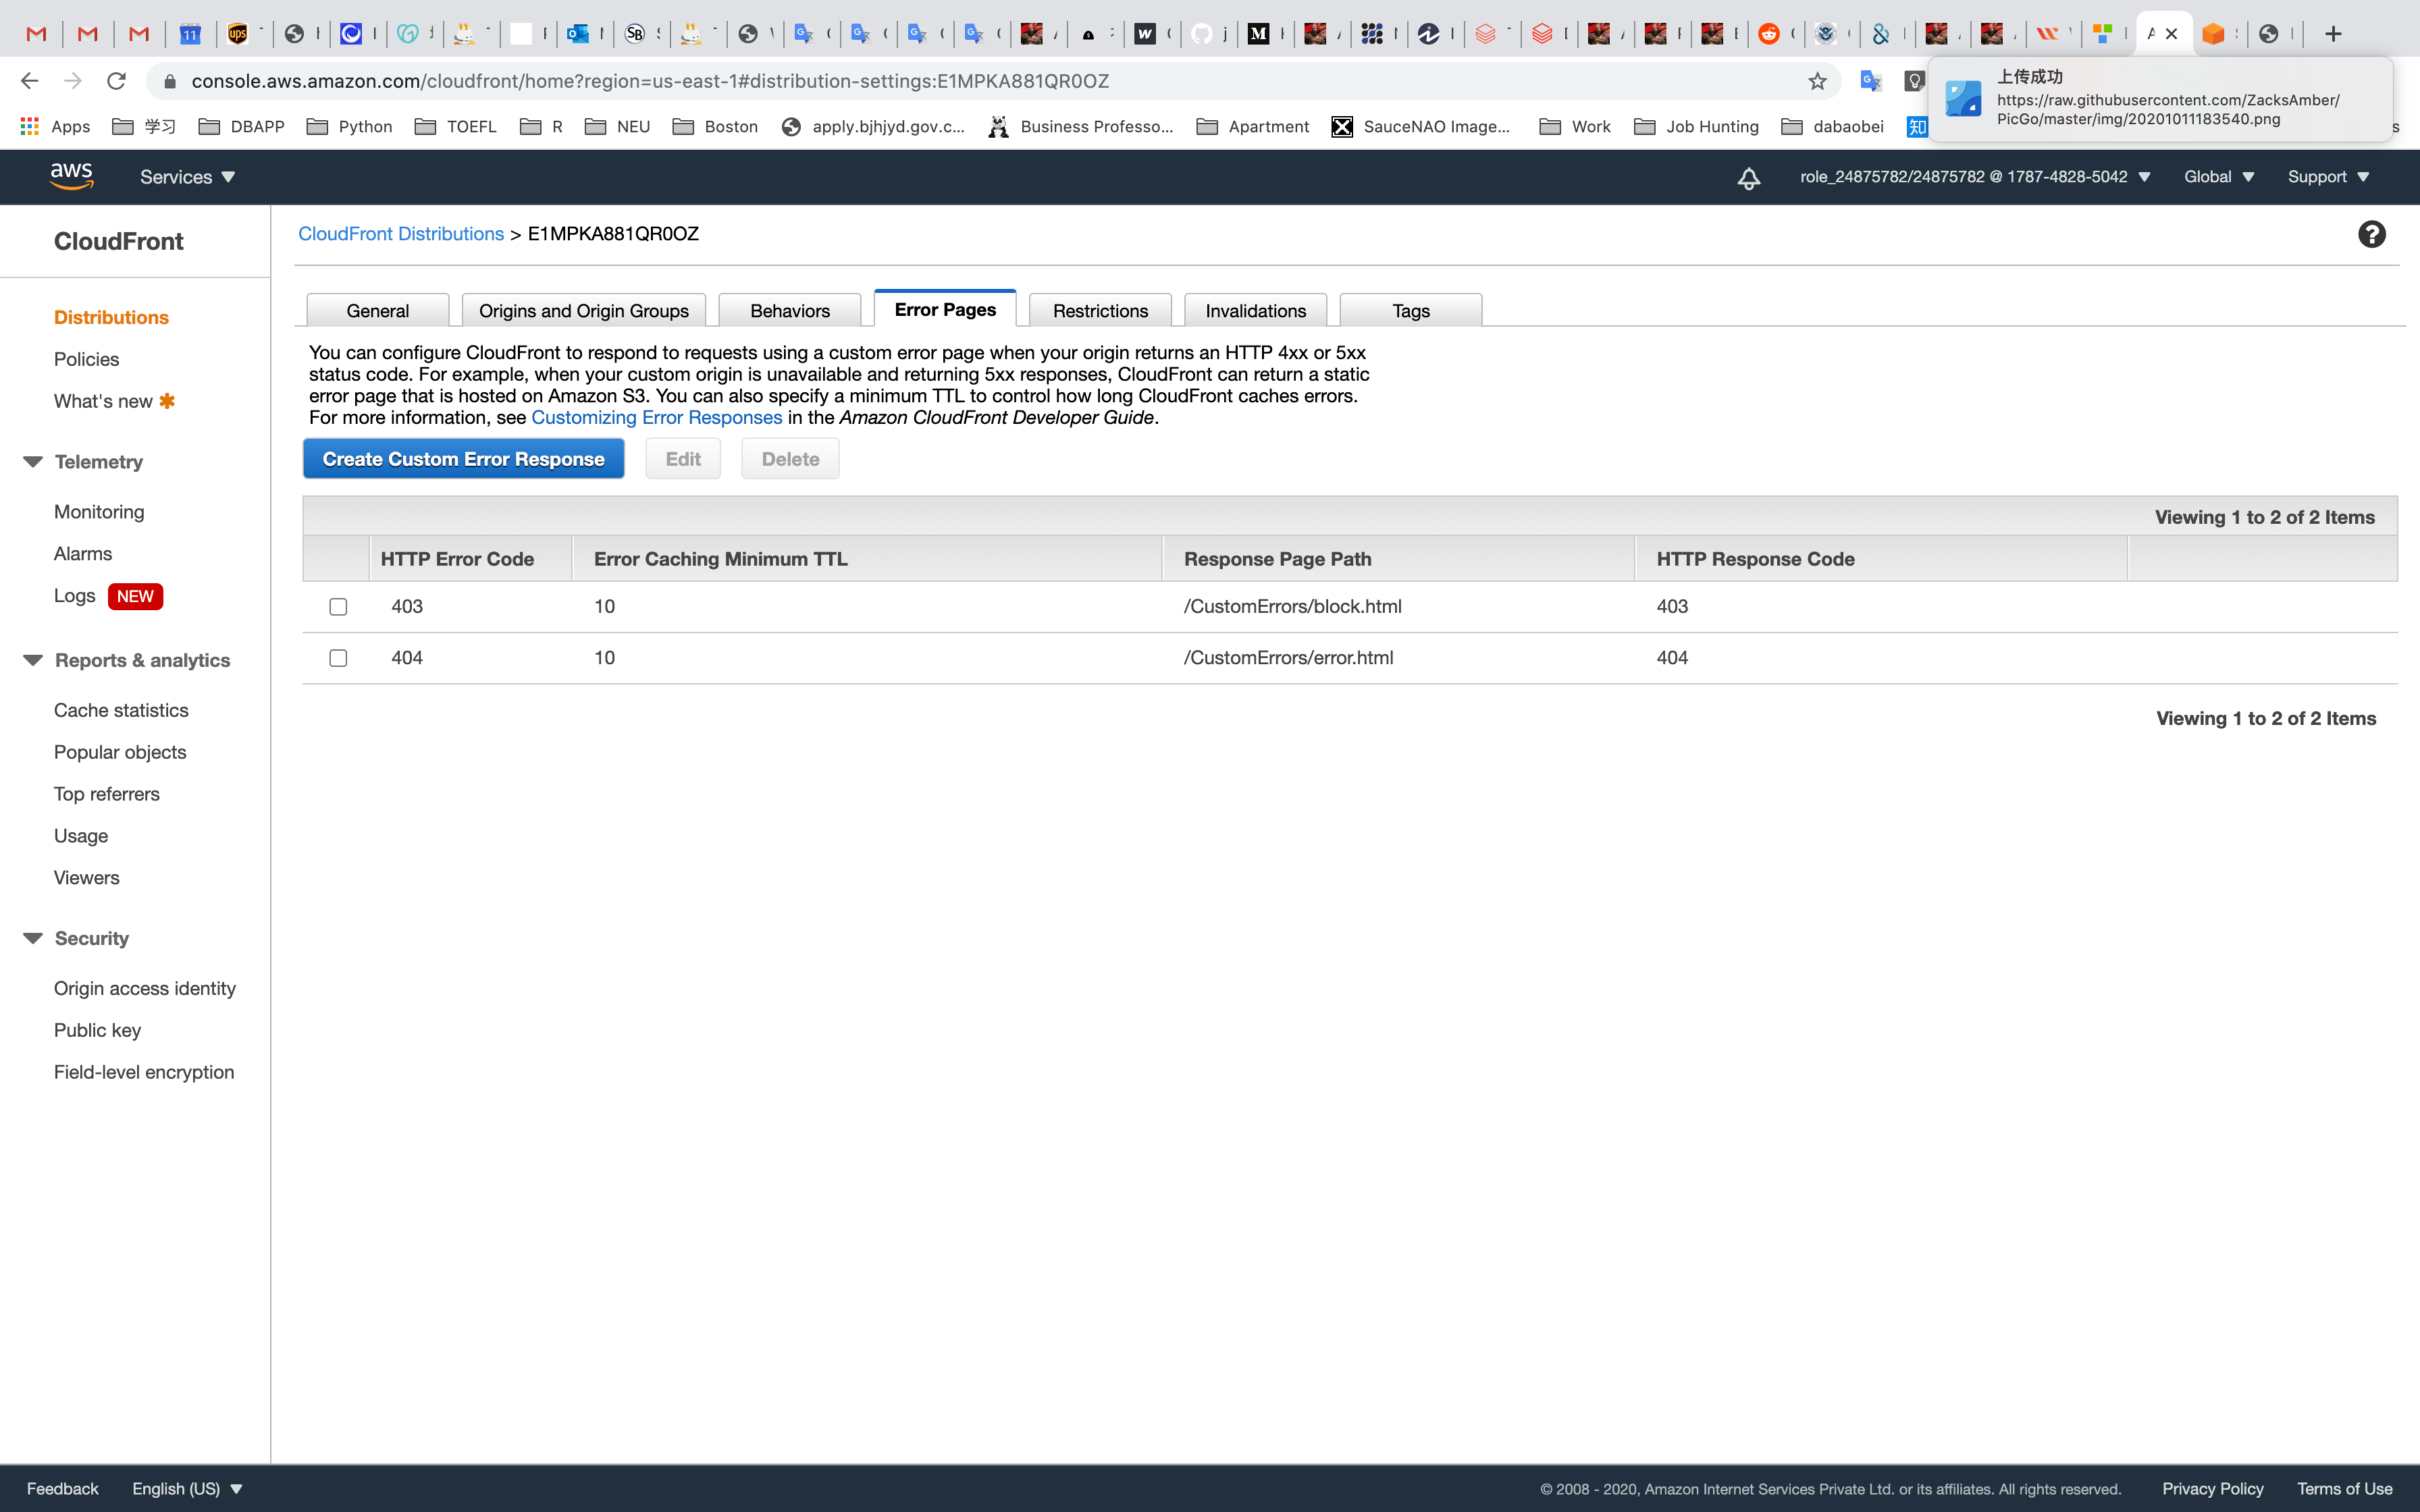 console.aws.amazon.com/cloudfront/home?region=us-east-1#distribution-settings:E1MPKA881QR0OZ
上传成功
https://raw.githubusercontent.com/ZacksAmber/
PicGo/master/img/20201011183540.png
Apps 学习 DBAPP Python TOEFL R NEU Boston apply.bjhjyd.gov.c... Business Professo... Apartment SauceNAO Image... Work Job Hunting dabaobei 知
aws Services role_24875782/24875782 @ 1787-4828-5042 Global Support
CloudFront
Distributions
Policies
What's new
Telemetry
Monitoring
Alarms
Logs NEW
Reports & analytics
Cache statistics
Popular objects
Top referrers
Usage
Viewers
Security
Origin access identity
Public key
Field-level encryption
CloudFront Distributions > E1MPKA881QR0OZ
General Origins and Origin Groups Behaviors Error Pages Restrictions Invalidations Tags
You can configure CloudFront to respond to requests using a custom error page when your origin returns an HTTP 4xx or 5xx
status code. For example, when your custom origin is unavailable and returning 5xx responses, CloudFront can return a static
error page that is hosted on Amazon S3. You can also specify a minimum TTL to control how long CloudFront caches errors.
For more information, see Customizing Error Responses in the Amazon CloudFront Developer Guide.
Create Custom Error Response Edit Delete
Viewing 1 to 2 of 2 Items
HTTP Error Code Error Caching Minimum TTL Response Page Path HTTP Response Code
403 10 /CustomErrors/block.html 403
404 10 /CustomErrors/error.html 404
Viewing 1 to 2 of 2 Items
Feedback English (US) © 2008 - 2020, Amazon Internet Services Private Ltd. or its affiliates. All rights reserved. Privacy Policy Terms of Use